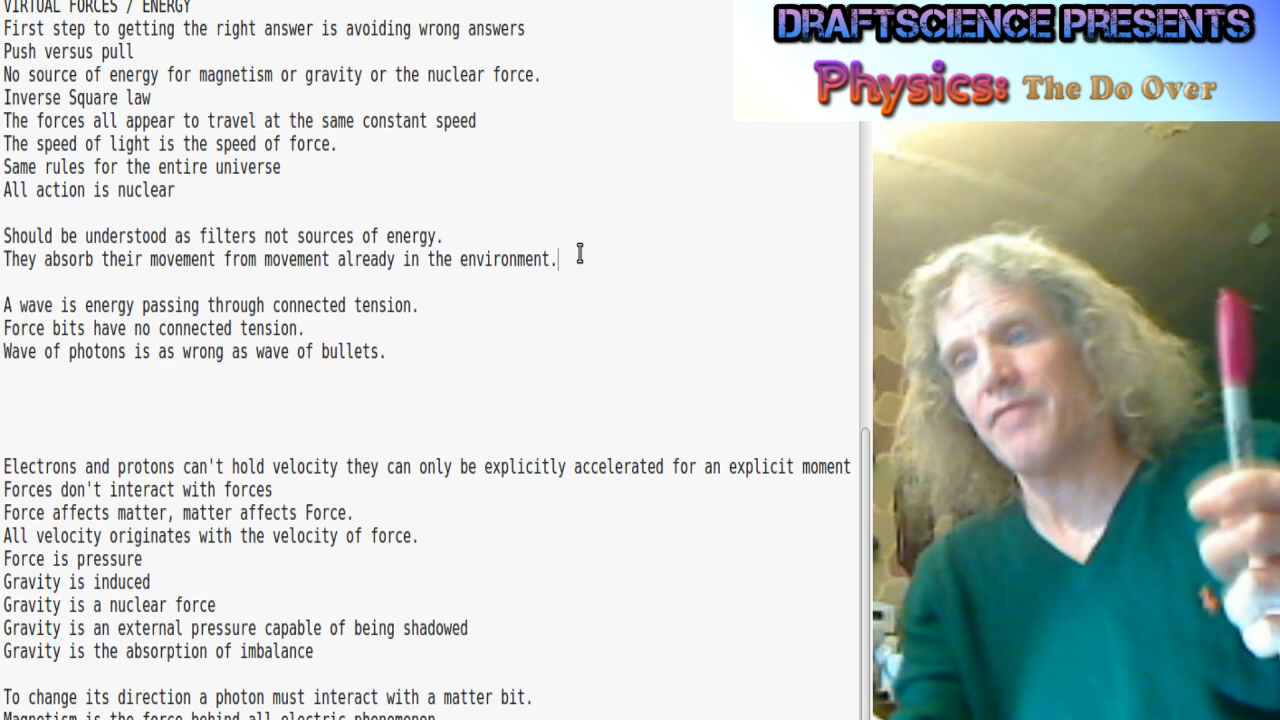 VIRTUAL FORCES / ENERGY
First step to getting the right answer is avoiding wrong answers
Push versus pull
No source of energy for magnetism or gravity or the nuclear force.
Inverse Square law
The forces all appear to travel at the same constant speed
The speed of light is the speed of force.
Same rules for the entire universe
All action is nuclear
Should be understood as filters not sources of energy.
They absorb their movement from movement already in the environment.
A wave is energy passing through connected tension.
Force bits have no connected tension.
Wave of photons is as wrong as wave of bullets.
Electrons and protons can't hold velocity they can only be explicitly accelerated for an explicit moment
Forces don't interact with forces
Force affects matter, matter affects Force.
All velocity originates with the velocity of force.
Force is pressure
Gravity is induced
Gravity is a nuclear force
Gravity is an external pressure capable of being shadowed
Gravity is the absorption of imbalance
To change its direction a photon must interact with a matter bit.
Magnetism is the force behind all electric phenomenon
DRAFTSCIENCE PRESENTS
Physics: The Do Over